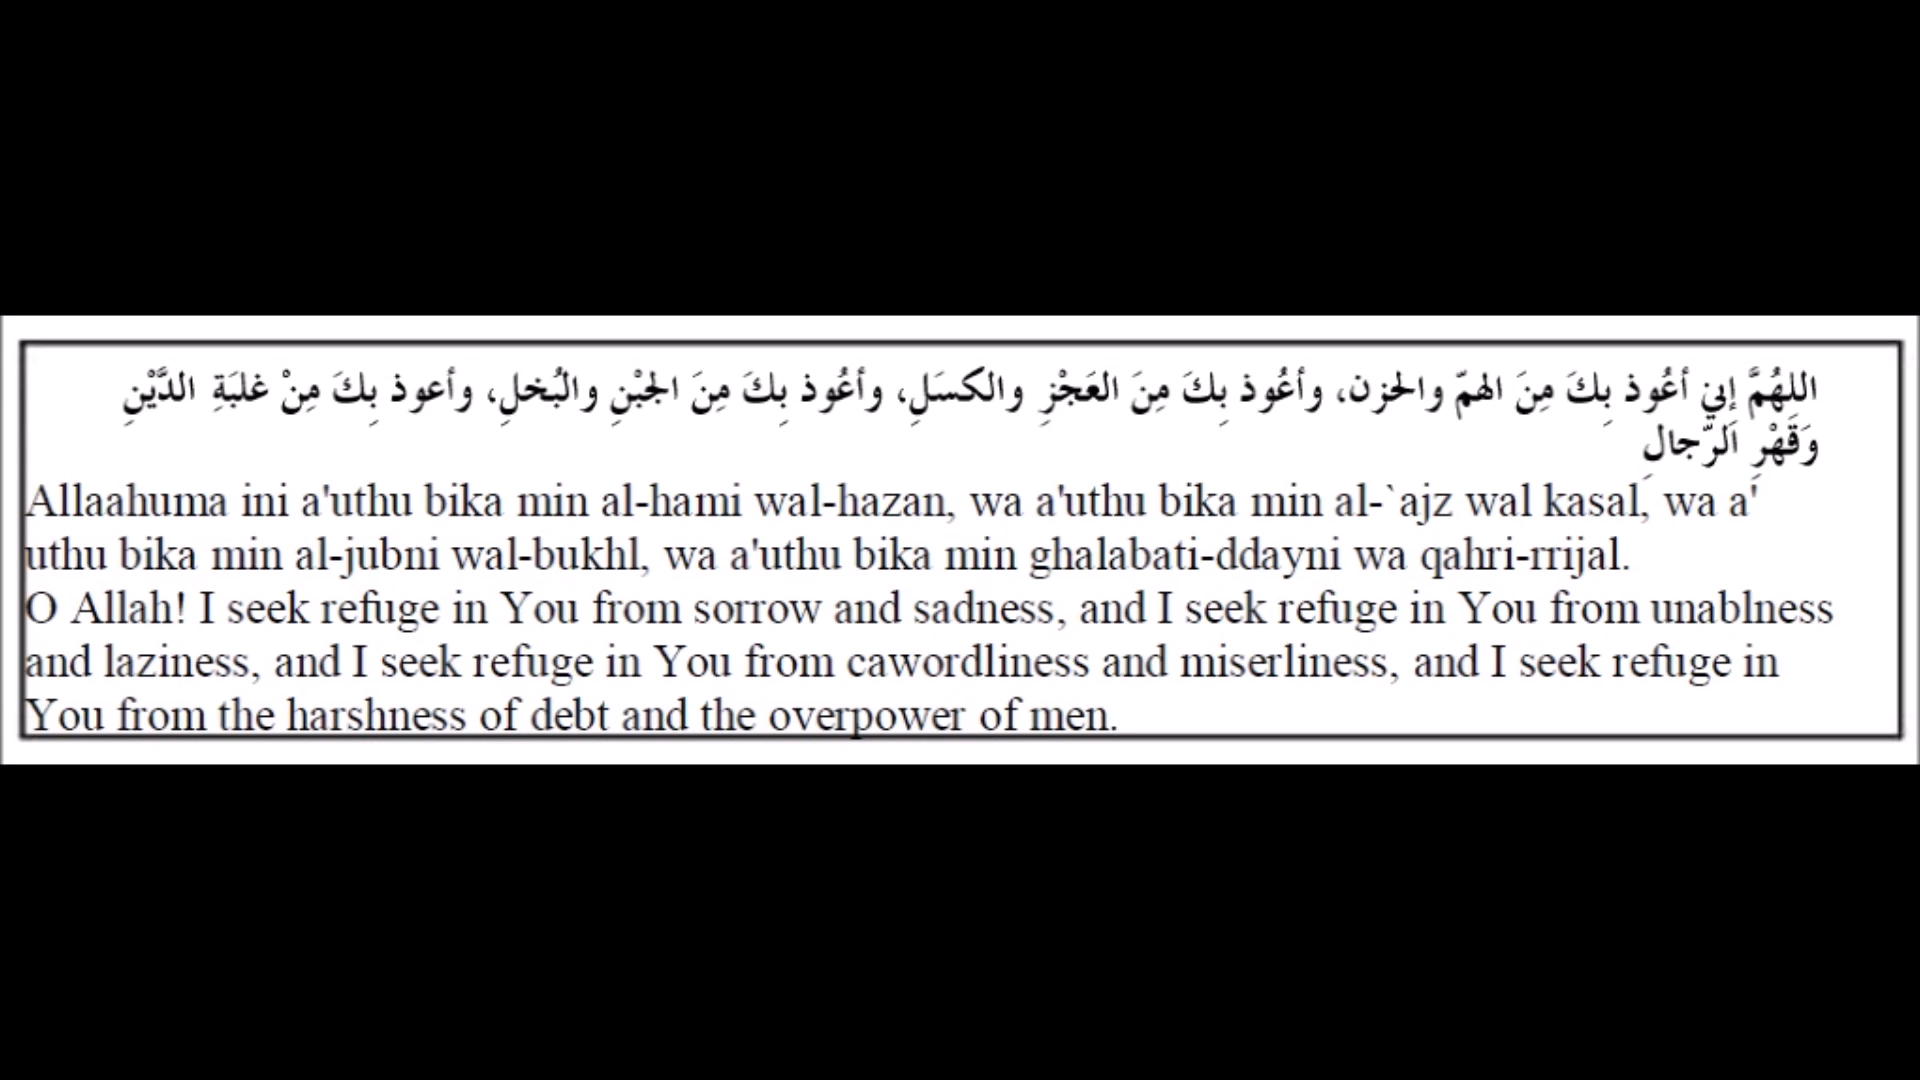 اللهُمَّ إني أعُوذ بِكَ مِنَ الهمّ والحزن، وأعُوذ بِكَ مِنَ العَجْزِ والكسَلِ، وأعُوذ بِكَ مِنَ الجبْنِ والبُخلِ، وأعوذ بِكَ مِنْ غلبَةِ الدَّيْنِ
وَقَهْرِ الرّجالِ
Allaahuma ini a'uthu bika min al-hami wal-hazan, wa a'uthu bika min al-`ajz wal kasal, wa a'
uthu bika min al-jubni wal-bukhl, wa a'uthu bika min ghalabati-ddayni wa qahri-rrijal.
O Allah! I seek refuge in You from sorrow and sadness, and I seek refuge in You from unablness
and laziness, and I seek refuge in You from cawordliness and miserliness, and I seek refuge in
You from the harshness of debt and the overpower of men.